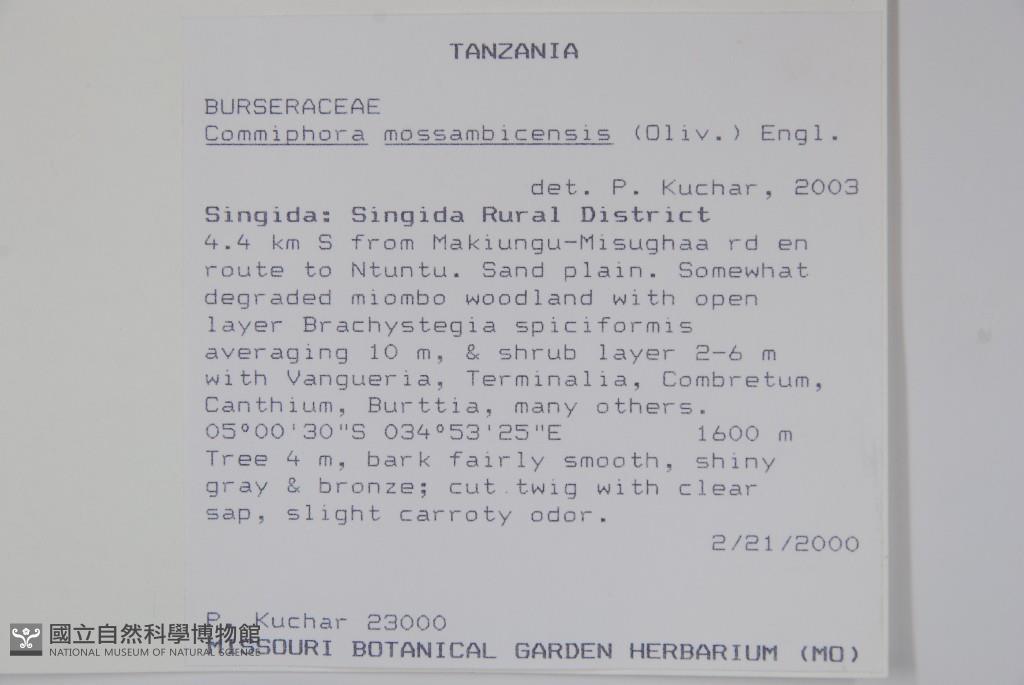 TANZANIA
BURSERACEAE
Commiphora mossambicensis (Oliv.) Engl.
det. P. Kuchar, 2003
Singida: Singida Rural District
4.4 km S from Makiungu-Misughaa rd en
route to Ntuntu. Sand plain. Somewhat
degraded miombo woodland with open
layer Brachystegia spiciformis
averaging 10 m, & shrub layer 2-6 m
with Vangueria, Terminalia, Combretum,
Canthium, Burttia, many others.
05°00'30"S 034°53'25"E 1600 m
Tree 4 m, bark fairly smooth, shiny
gray & bronze; cut twig with clear
sap, slight carroty odor.
2/21/2000
P. Kuchar 23000
MISSOURI BOTANICAL GARDEN HERBARIUM (MO)
國立自然科學博物館
NATIONAL MUSEUM OF NATURAL SCIENCE